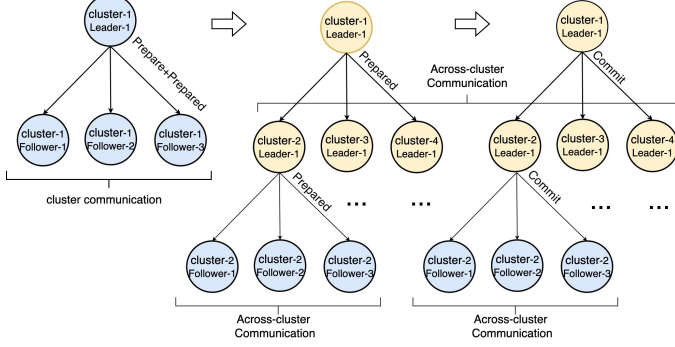 cluster-1
Leader-1
Prepare+Prepared
cluster-1
Follower-1
cluster-1
Follower-2
cluster-1
Follower-3
cluster communication
cluster-1
Leader-1
Prepared
Across-cluster
Communication
cluster-2
Leader-1
cluster-3
Leader-1
cluster-4
Leader-1
Prepared
...
...
cluster-2
Follower-1
cluster-2
Follower-2
cluster-2
Follower-3
Across-cluster
Communication
cluster-1
Leader-1
Commit
cluster-2
Leader-1
cluster-3
Leader-1
cluster-4
Leader-1
Commit
...
...
cluster-2
Follower-1
cluster-2
Follower-2
cluster-2
Follower-3
Across-cluster
Communication